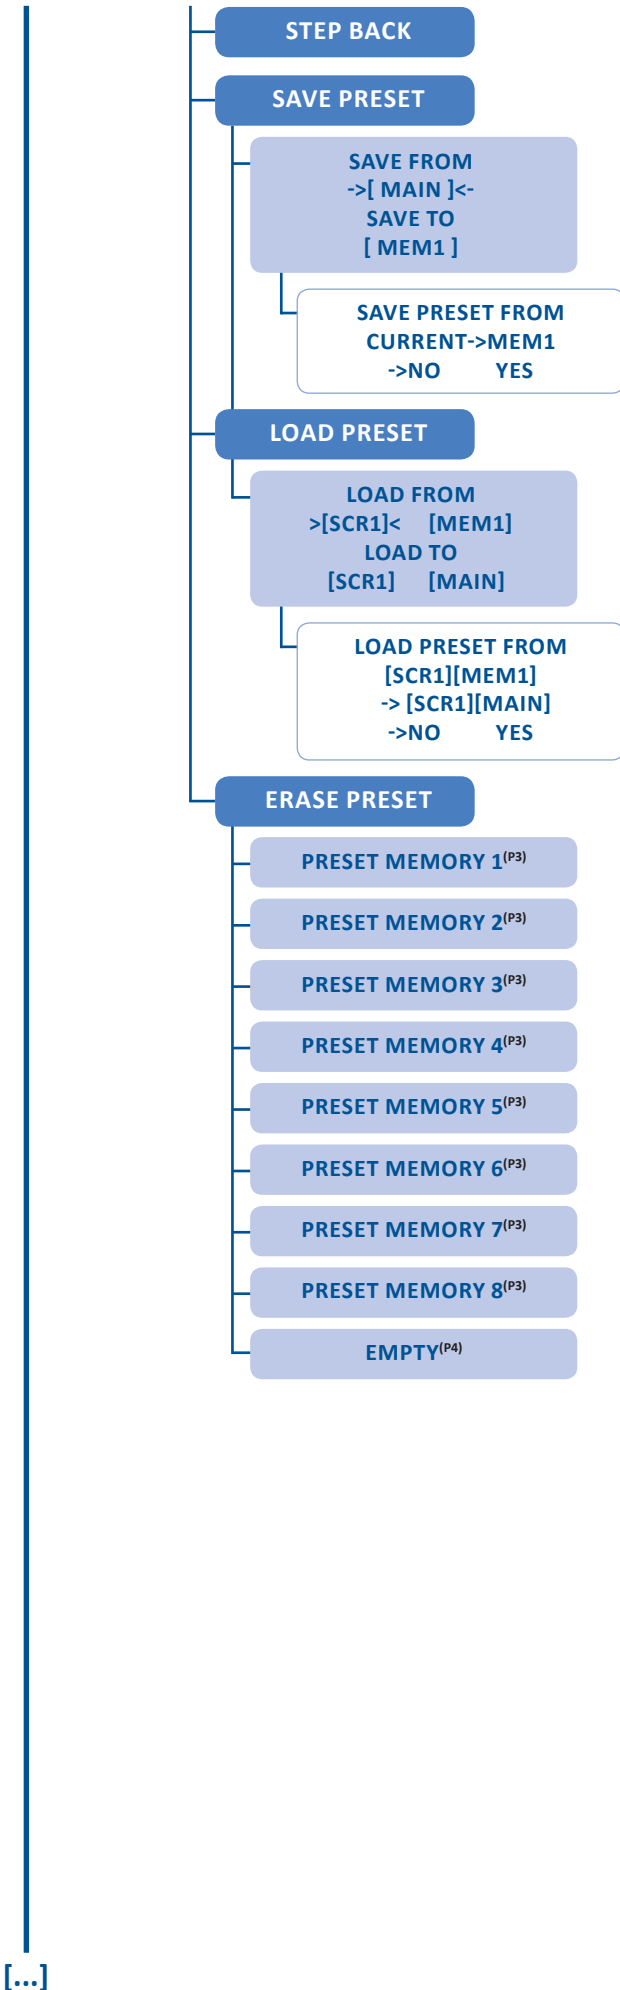 STEP BACK
SAVE PRESET
SAVE FROM
->[ MAIN ]<-
SAVE TO
[ MEM1 ]
SAVE PRESET FROM
CURRENT->MEM1
->NO YES
LOAD PRESET
LOAD FROM
>[SCR1]< [MEM1]
LOAD TO
[SCR1] [MAIN]
LOAD PRESET FROM
[SCR1][MEM1]
-> [SCR1][MAIN]
->NO YES
ERASE PRESET
PRESET MEMORY 1(P3)
PRESET MEMORY 2(P3)
PRESET MEMORY 3(P3)
PRESET MEMORY 4(P3)
PRESET MEMORY 5(P3)
PRESET MEMORY 6(P3)
PRESET MEMORY 7(P3)
PRESET MEMORY 8(P3)
EMPTY(P4)
[...]